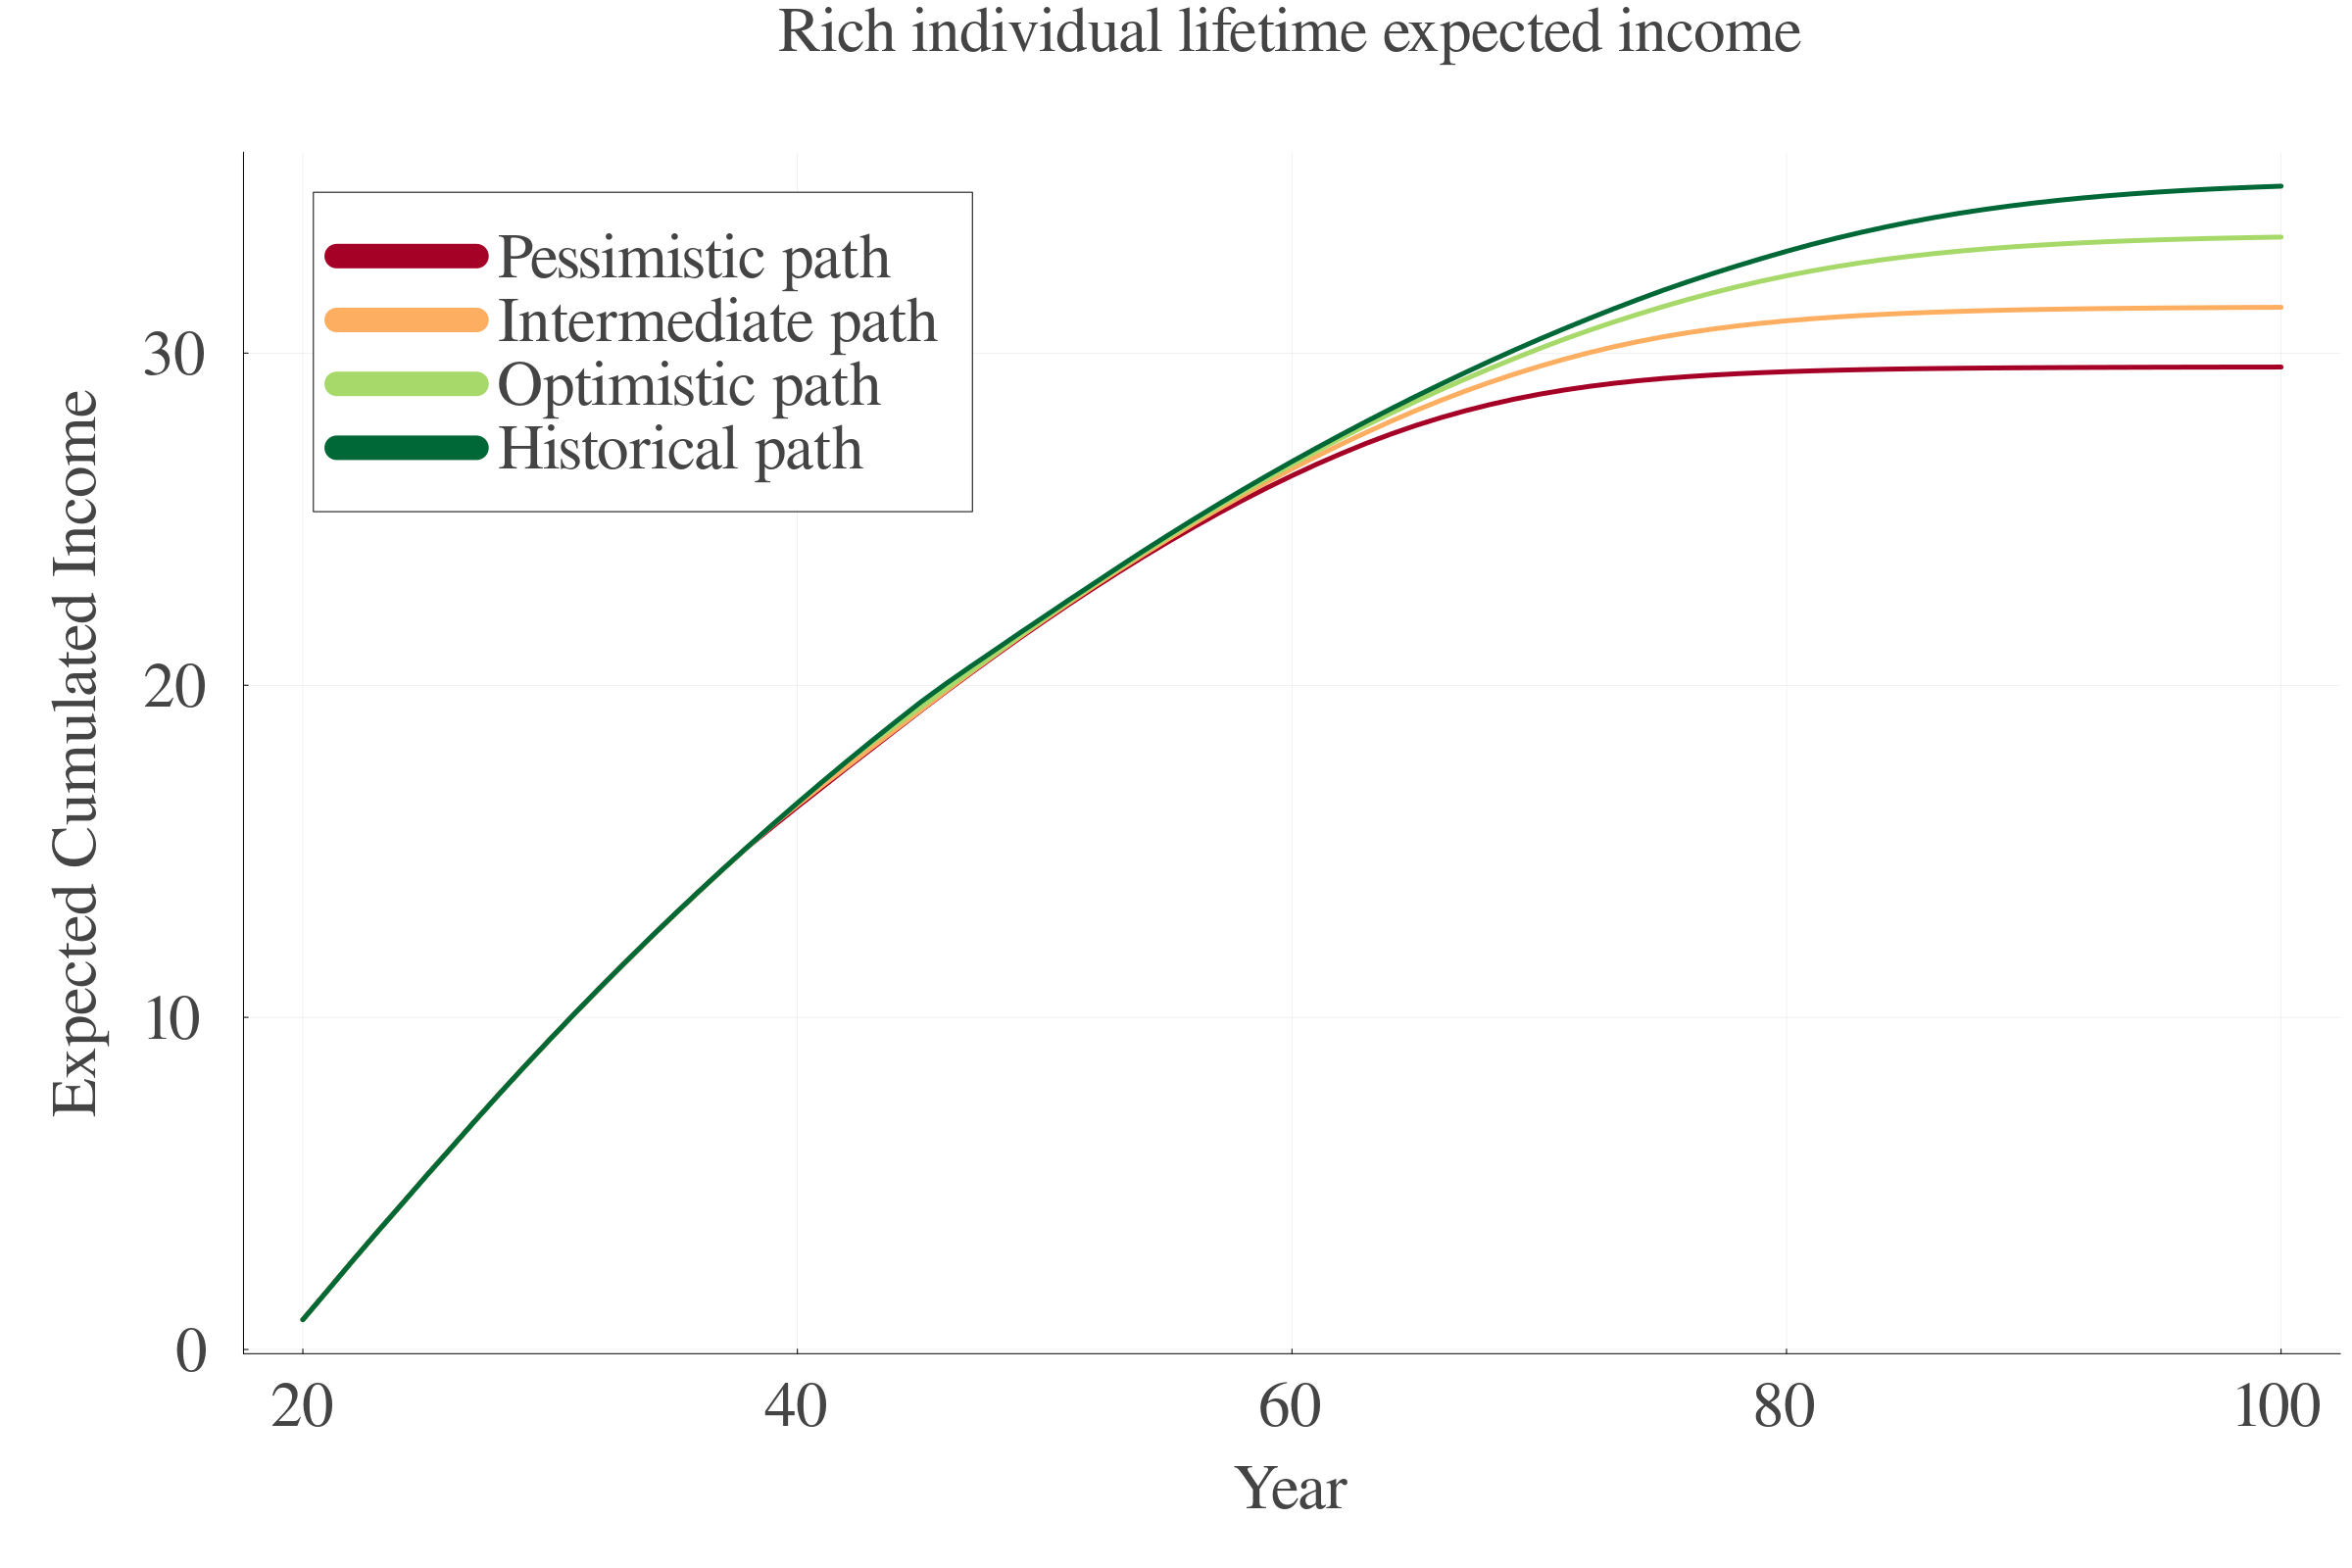 Rich individual lifetime expected income
Pessimistic path
Intermediate path
Optimistic path
Historical path
Expected Cumulated Income
30
20
10
0
20
40
60
80
100
Year